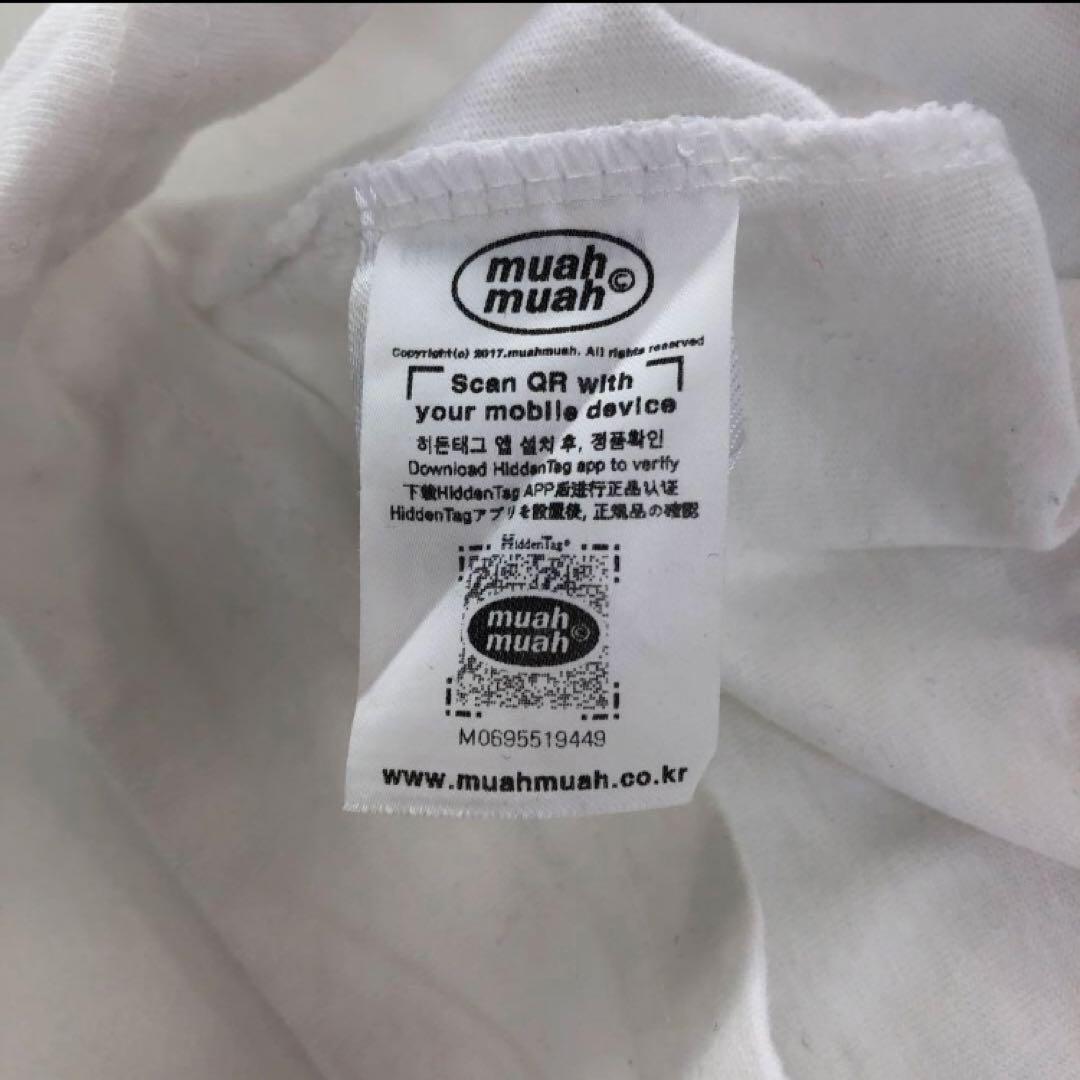 muah
muah©
Copyright(c) 2017.muahmuah. All rights reserved
Scan QR with
your mobile device
히든태그 앱 설치 후, 정품확인
Download HiddenTag app to verify
下载HiddenTag APP后进行正品认证
HiddenTagアプリを設置後, 正規品の確認
HiddenTag®
muah
muah©
M0695519449
www.muahmuah.co.kr